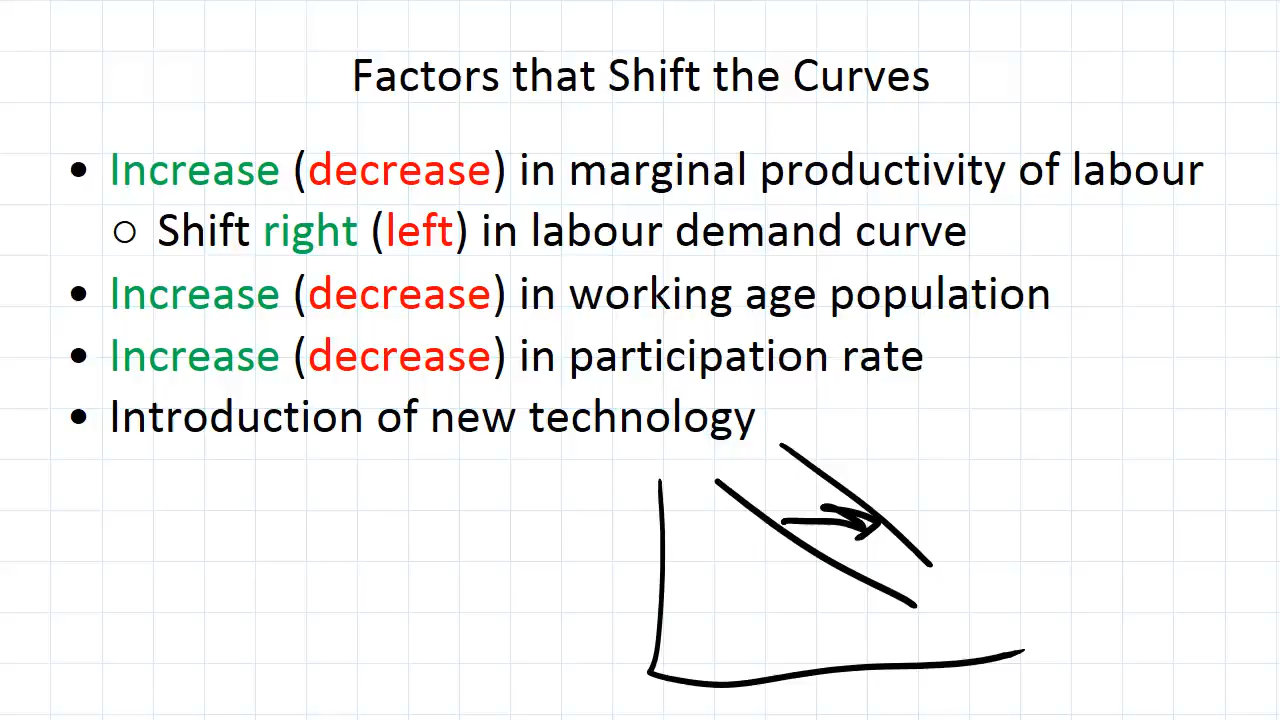 Factors that Shift the Curves
• Increase (decrease) in marginal productivity of labour
○ Shift right (left) in labour demand curve
• Increase (decrease) in working age population
• Increase (decrease) in participation rate
• Introduction of new technology